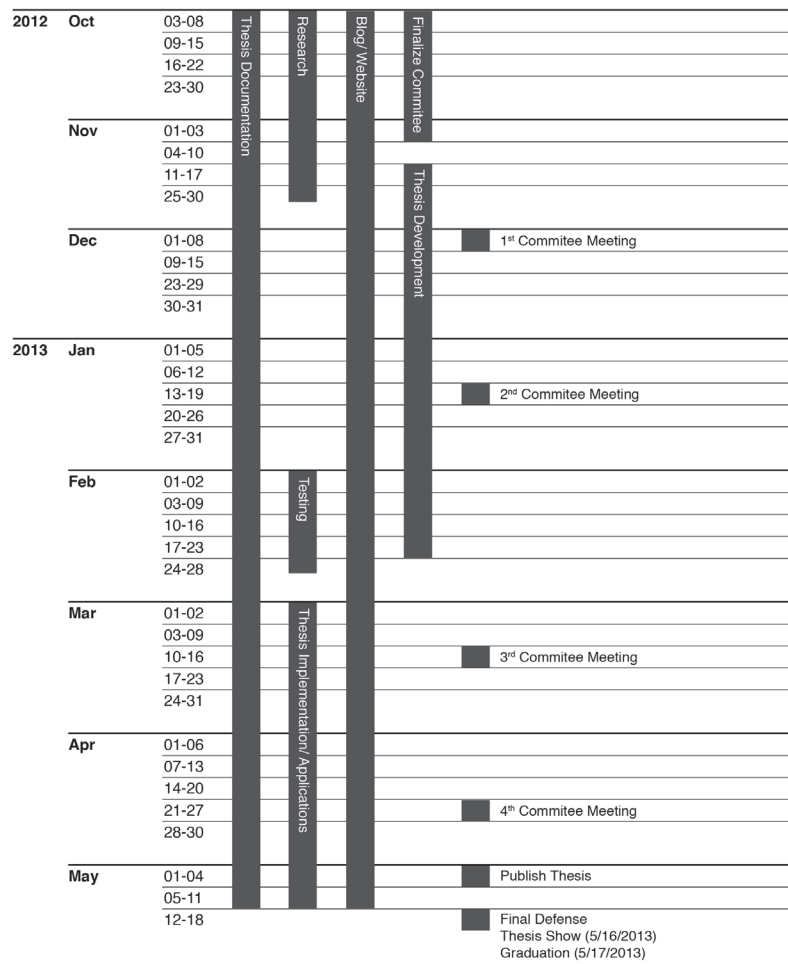 2012 Oct 03-08
09-15
16-22
23-30
Thesis Documentation
Research
Blog/Website
Finalize Commitee
Nov 01-03
04-10
11-17
25-30
Thesis Development
Dec 01-08 1st Commitee Meeting
09-15
23-29
30-31
2013 Jan 01-05
06-12
13-19 2nd Commitee Meeting
20-26
27-31
Feb 01-02
03-09
10-16
17-23
24-28
Testing
Mar 01-02
03-09
10-16 3rd Commitee Meeting
17-23
24-31
Thesis Implementation/Applications
Apr 01-06
07-13
14-20
21-27 4th Commitee Meeting
28-30
May 01-04 Publish Thesis
05-11
12-18 Final Defense
Thesis Show (5/16/2013)
Graduation (5/17/2013)